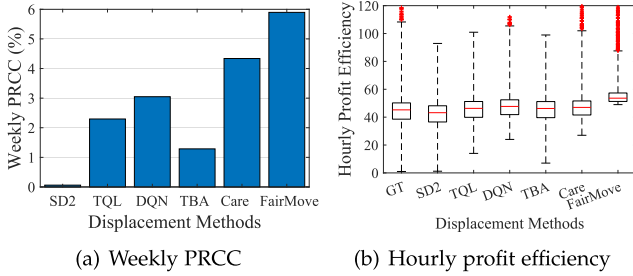 Weekly PRCC (%)
6
5
4
3
2
1
0
SD2 TQL DQN TBA Care FairMove
Displacement Methods
(a) Weekly PRCC
Hourly Profit Efficiency
120
100
80
60
40
20
0
GT SD2 TQL DQN TBA Care FairMove
Displacement Methods
(b) Hourly profit efficiency